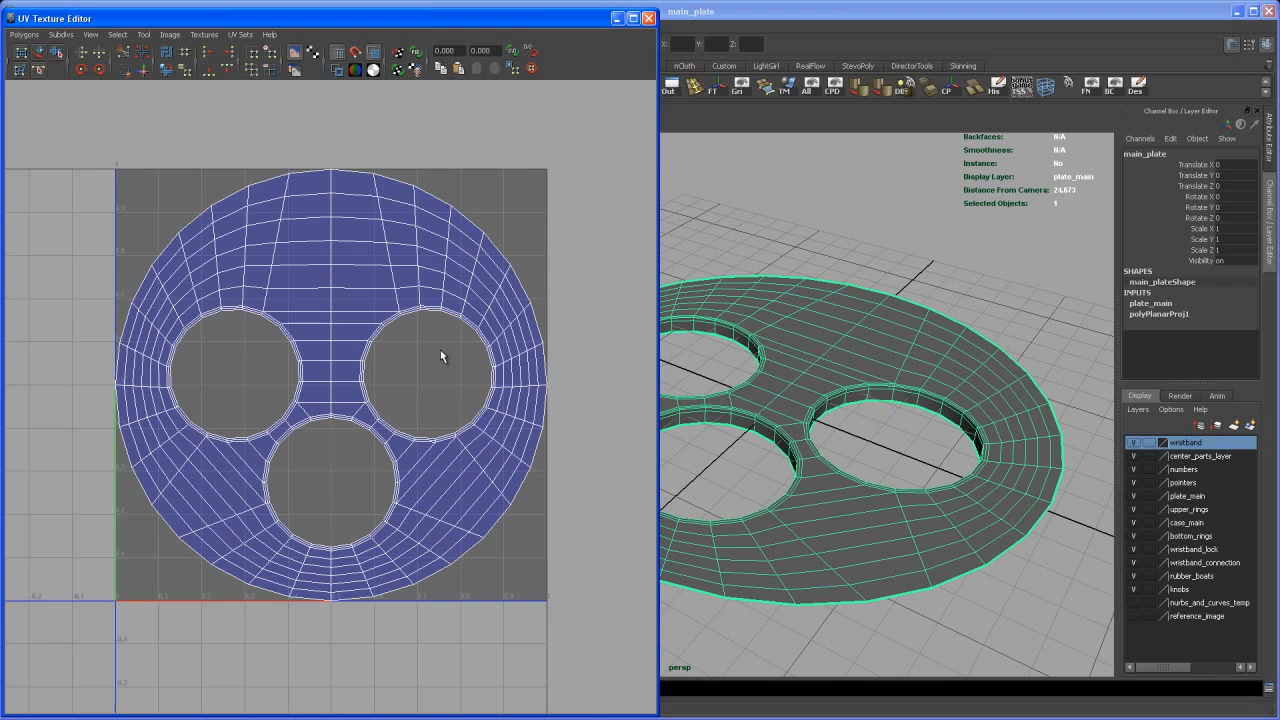 UV Texture Editor
Polygons Subdivs View Select Tool Image Textures UV Sets Help
0.000 0.000
main_plate
X: Y: Z:
nCloth Custom LightGirl RealFlow StevoPoly DirectorTools Skinning
Out FT Gri TM All CPD CP His FN BC Des
Channel Box / Layer Editor
Channels Edit Object Show
Attribute Editor
Channel Box / Layer Editor
Backfaces: N/A
Smoothness: N/A
Instance: No
Display Layer: plate_main
Distance From Camera: 24.673
Selected Objects: 1
main_plate
Translate X 0
Translate Y 0
Translate Z 0
Rotate X 0
Rotate Y 0
Rotate Z 0
Scale X 1
Scale Y 1
Scale Z 1
Visibility on
SHAPES
main_plateShape
INPUTS
plate_main
polyPlanarProj1
Display Render Anim
Layers Options Help
V wristband
V center_parts_layer
V numbers
V pointers
V plate_main
V upper_rings
V case_main
V bottom_rings
V wristband_lock
V wristband_connection
V rubber_boats
V knobs
nurbs_and_curves_temp
reference_image
persp